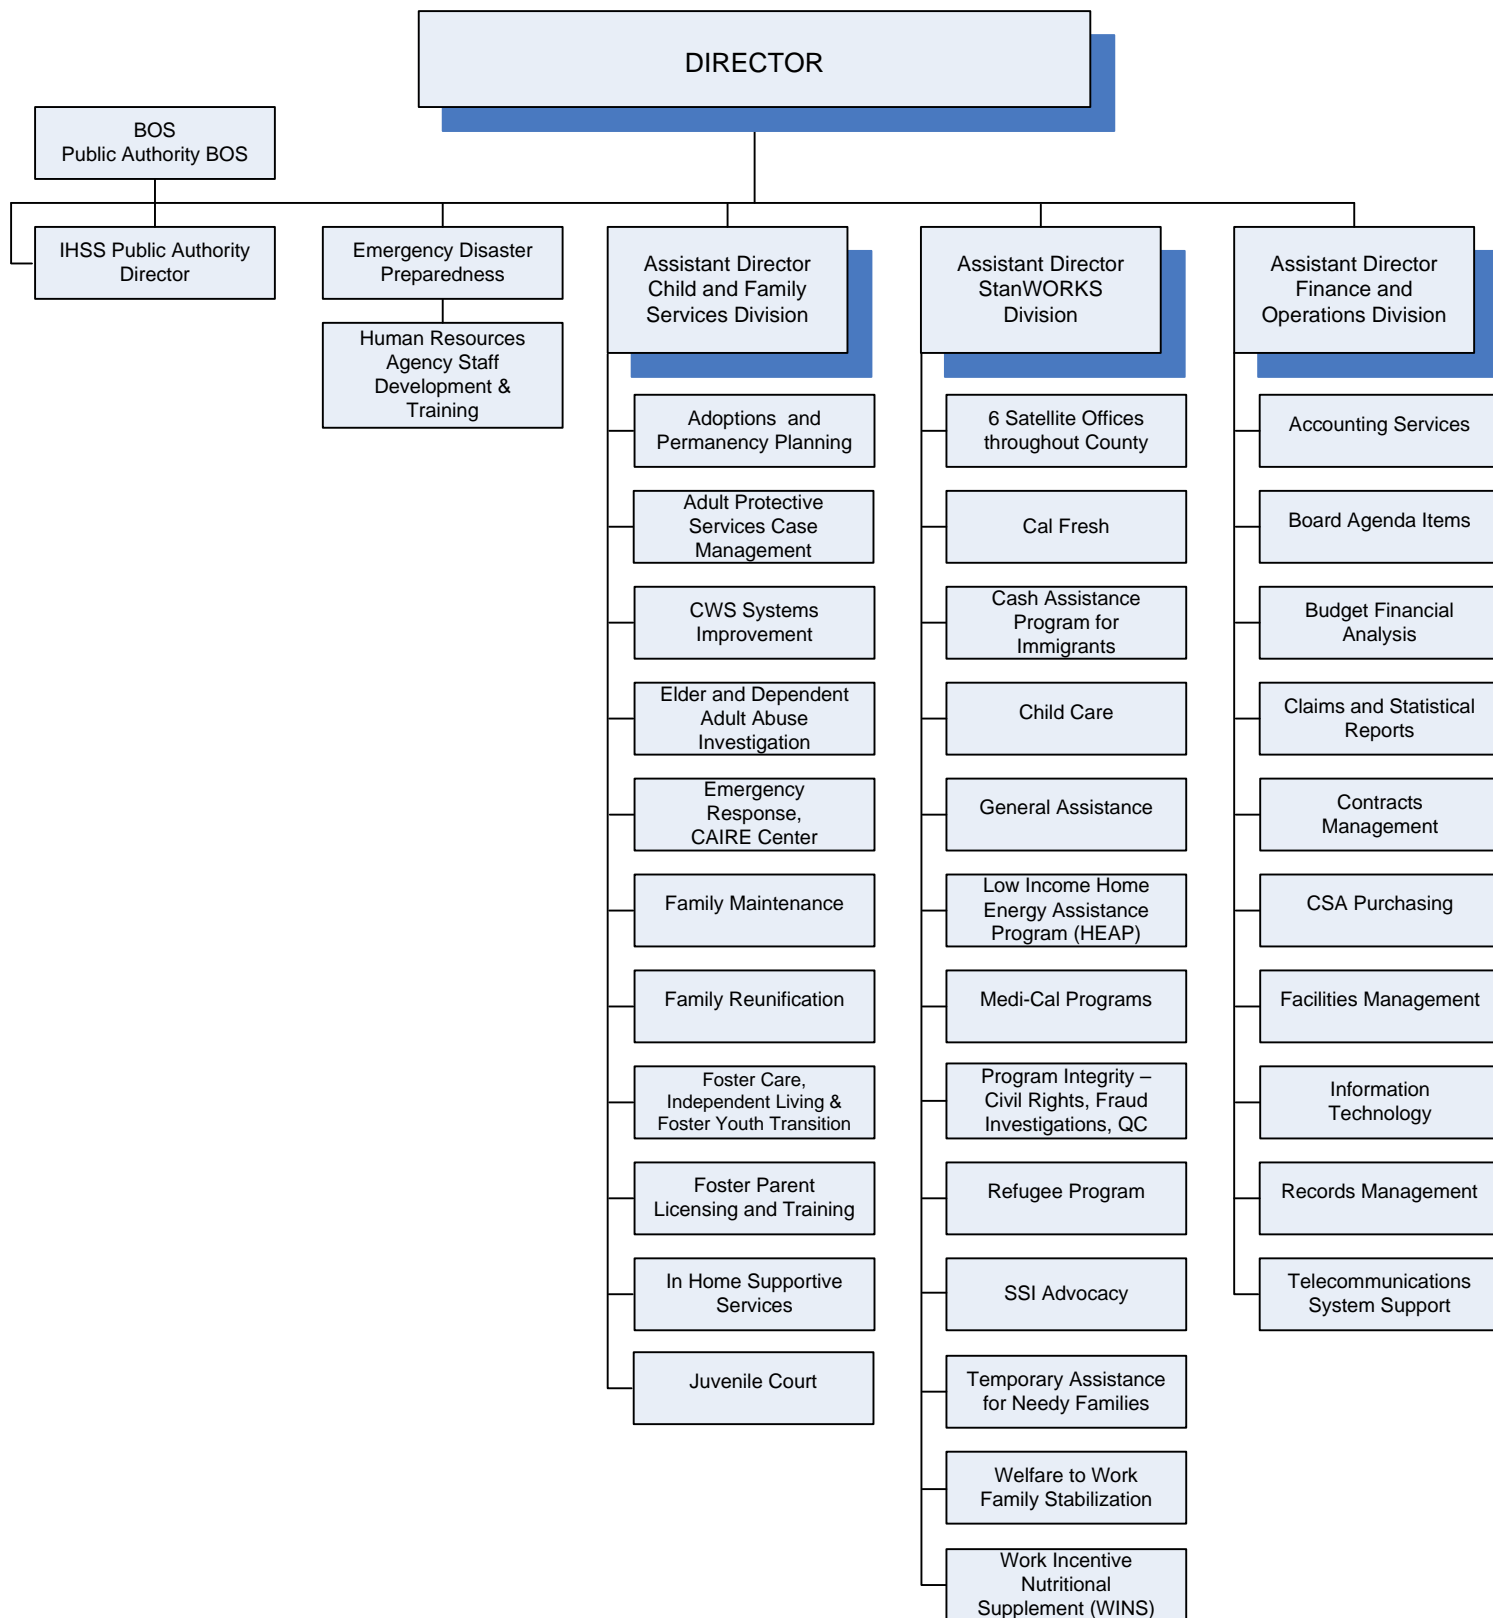 DIRECTOR
BOS
Public Authority BOS
IHSS Public Authority
Director
Emergency Disaster
Preparedness
Human Resources
Agency Staff
Development &
Training
Assistant Director
Child and Family
Services Division
Adoptions and
Permanency Planning
Adult Protective
Services Case
Management
CWS Systems
Improvement
Elder and Dependent
Adult Abuse
Investigation
Emergency
Response,
CAIRE Center
Family Maintenance
Family Reunification
Foster Care,
Independent Living &
Foster Youth Transition
Foster Parent
Licensing and Training
In Home Supportive
Services
Juvenile Court
Assistant Director
StanWORKS
Division
6 Satellite Offices
throughout County
Cal Fresh
Cash Assistance
Program for
Immigrants
Child Care
General Assistance
Low Income Home
Energy Assistance
Program (HEAP)
Medi-Cal Programs
Program Integrity –
Civil Rights, Fraud
Investigations, QC
Refugee Program
SSI Advocacy
Temporary Assistance
for Needy Families
Welfare to Work
Family Stabilization
Work Incentive
Nutritional
Supplement (WINS)
Assistant Director
Finance and
Operations Division
Accounting Services
Board Agenda Items
Budget Financial
Analysis
Claims and Statistical
Reports
Contracts
Management
CSA Purchasing
Facilities Management
Information
Technology
Records Management
Telecommunications
System Support